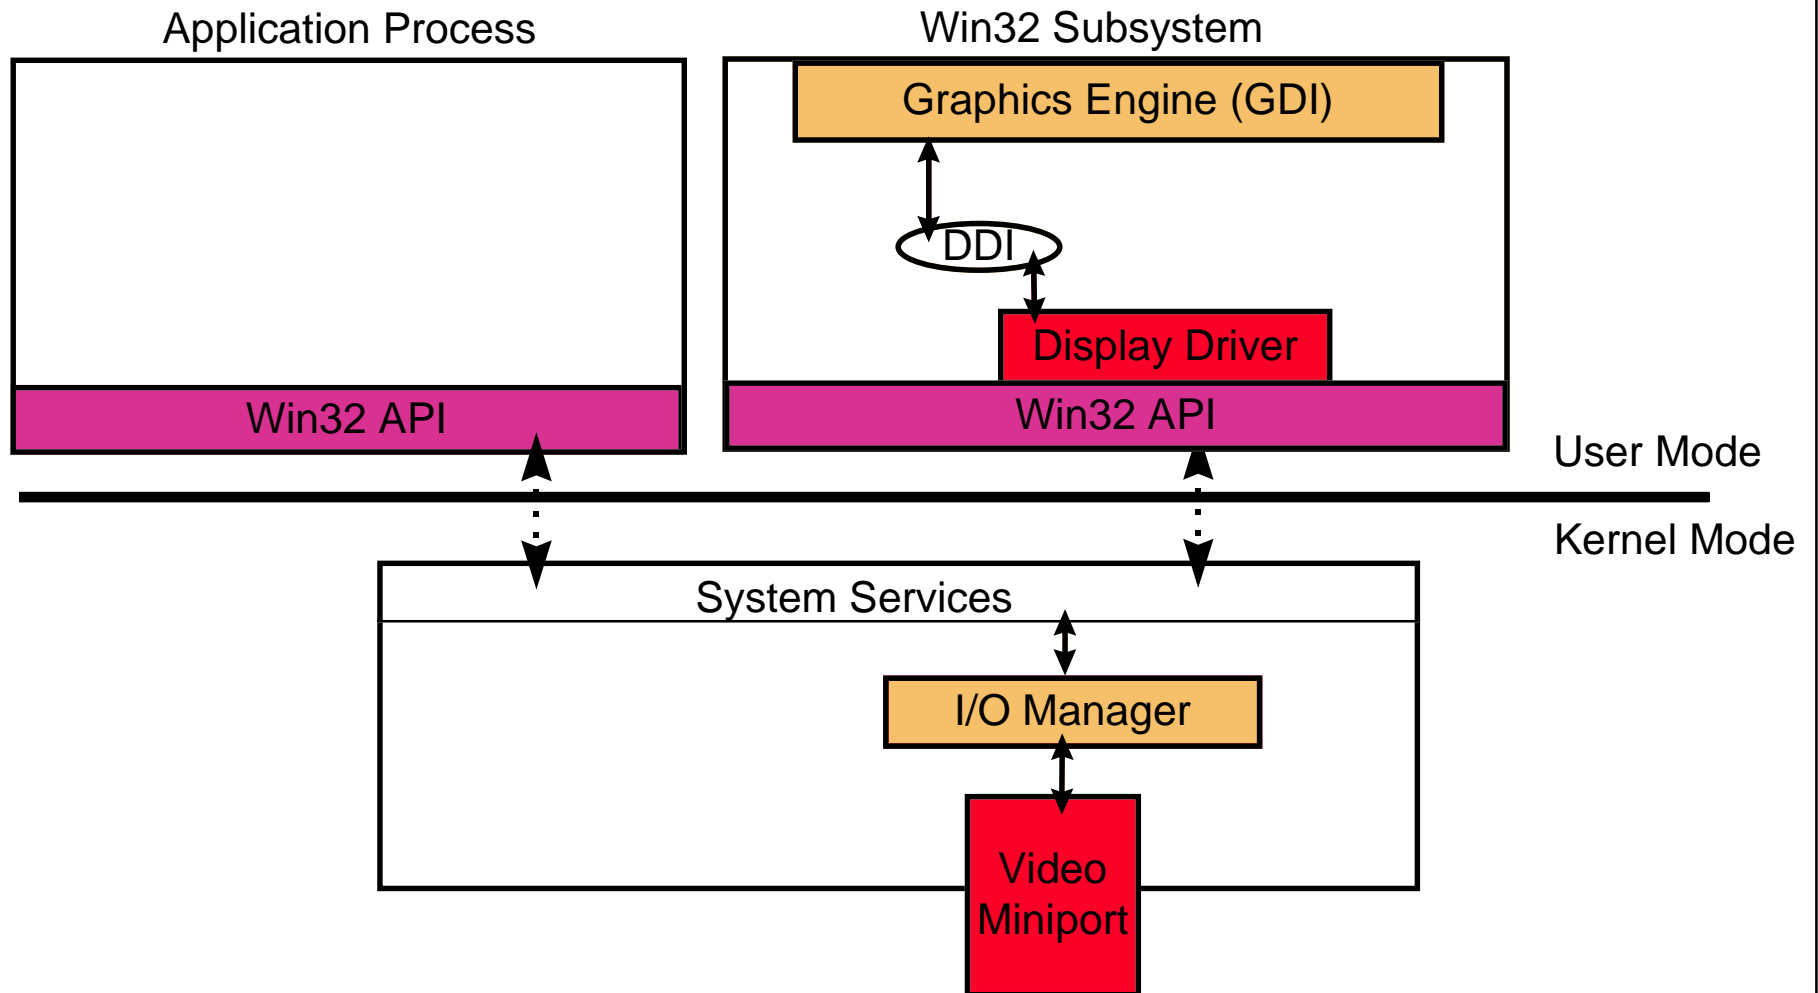 Application Process
Win32 Subsystem
Graphics Engine (GDI)
DDI
Display Driver
Win32 API
Win32 API
User Mode
Kernel Mode
System Services
I/O Manager
Video
Miniport